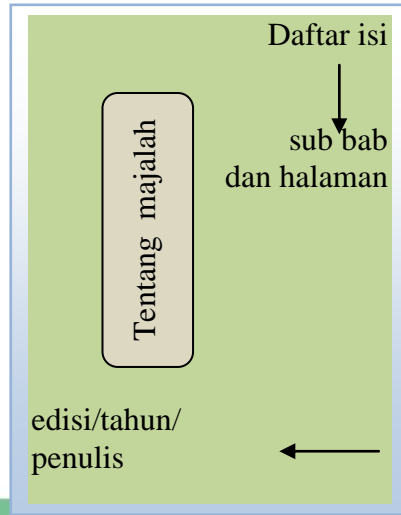 Daftar isi
sub bab
dan halaman
Tentang majalah
edisi/tahun/
penulis